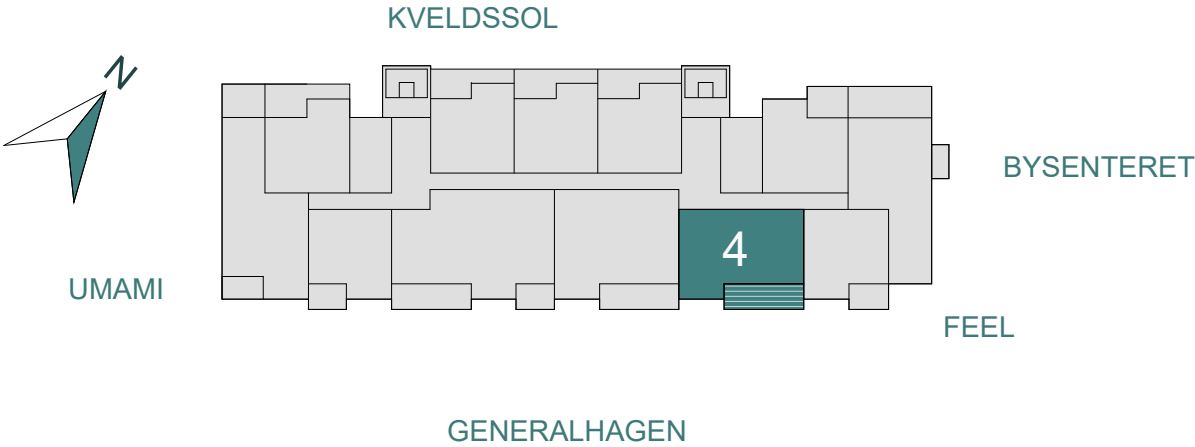 KVELDSSOL
N
BYSENTERET
4
UMAMI
FEEL
GENERALHAGEN